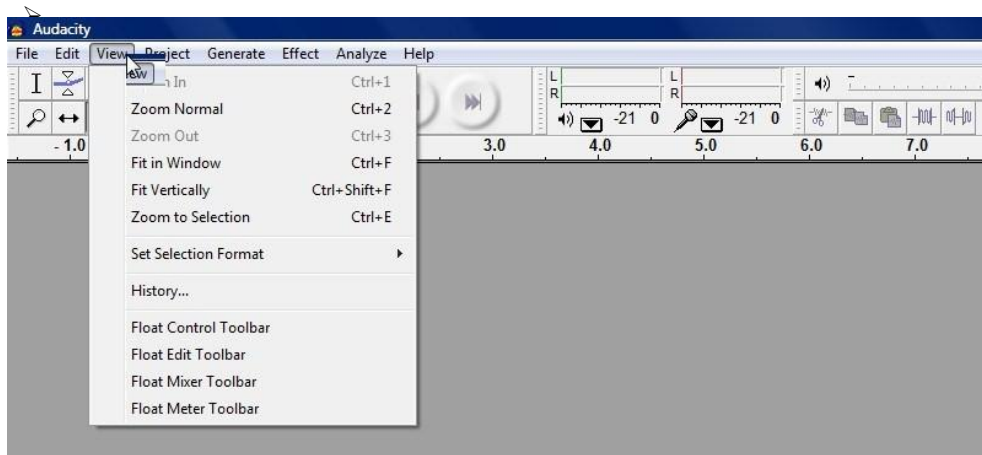 Audacity
File Edit View Project Generate Effect Analyze Help
In Ctrl+1
Zoom Normal Ctrl+2
Zoom Out Ctrl+3
Fit in Window Ctrl+F
Fit Vertically Ctrl+Shift+F
Zoom to Selection Ctrl+E
Set Selection Format
History...
Float Control Toolbar
Float Edit Toolbar
Float Mixer Toolbar
Float Meter Toolbar
L L
R R
-21 0 -21 0
- 1.0 3.0 4.0 5.0 6.0 7.0